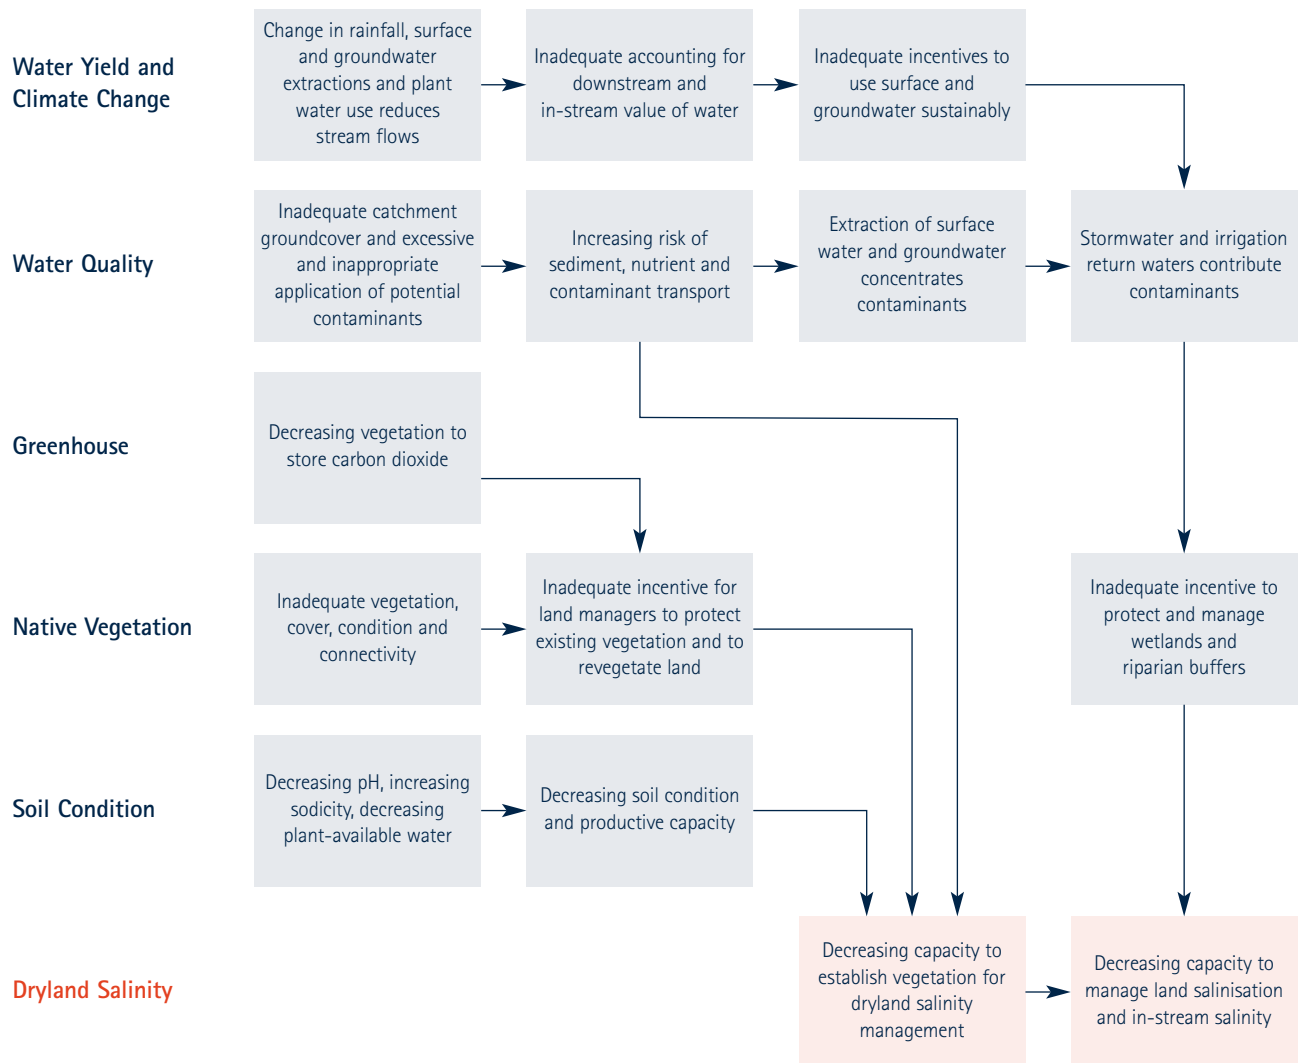 Water Yield and
Climate Change
Change in rainfall, surface
and groundwater
extractions and plant
water use reduces
stream flows
Inadequate accounting for
downstream and
in-stream value of water
Inadequate incentives to
use surface and
groundwater sustainably
Water Quality
Inadequate catchment
groundcover and excessive
and inappropriate
application of potential
contaminants
Increasing risk of
sediment, nutrient and
contaminant transport
Extraction of surface
water and groundwater
concentrates
contaminants
Stormwater and irrigation
return waters contribute
contaminants
Greenhouse
Decreasing vegetation to
store carbon dioxide
Native Vegetation
Inadequate vegetation,
cover, condition and
connectivity
Inadequate incentive for
land managers to protect
existing vegetation and to
revegetate land
Inadequate incentive to
protect and manage
wetlands and
riparian buffers
Soil Condition
Decreasing pH, increasing
sodicity, decreasing
plant-available water
Decreasing soil condition
and productive capacity
Dryland Salinity
Decreasing capacity to
establish vegetation for
dryland salinity
management
Decreasing capacity to
manage land salinisation
and in-stream salinity